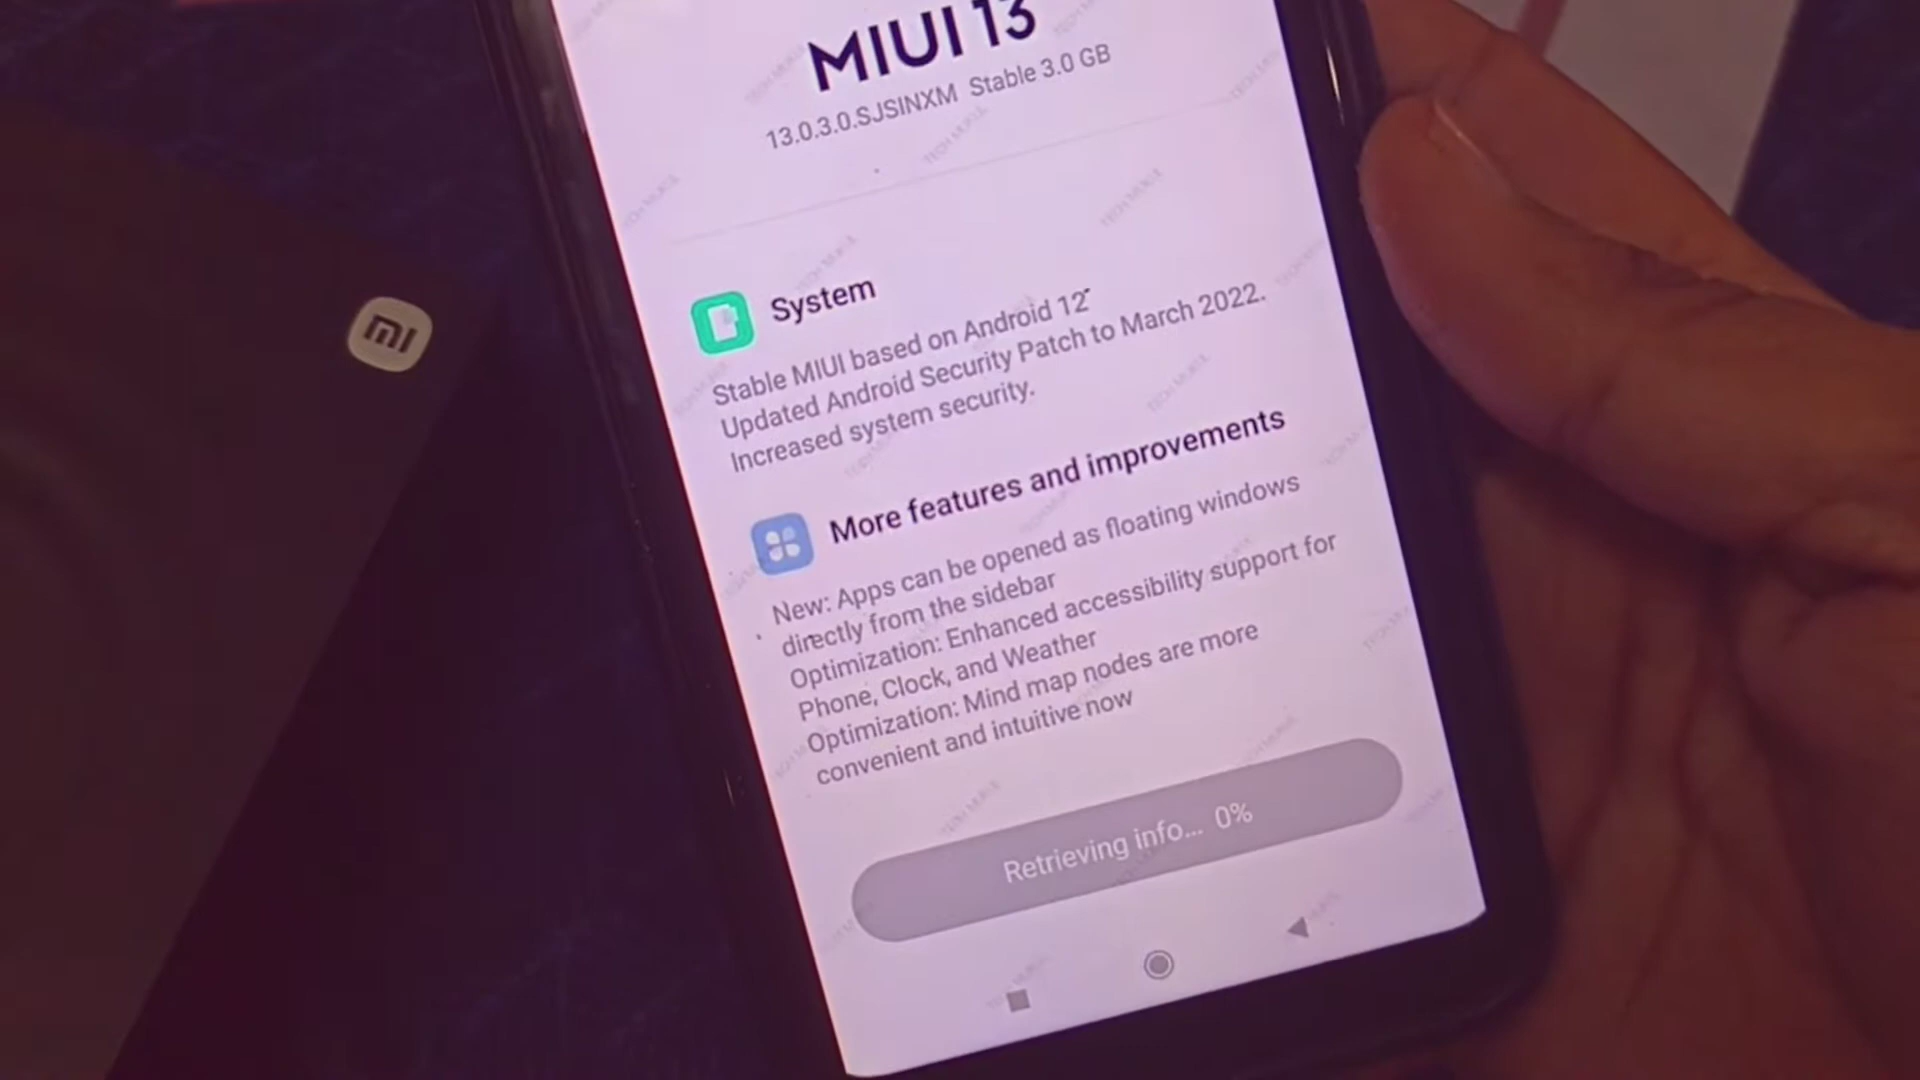 MIUI 13
13.0.3.0.SJSINXM Stable 3.0 GB
System
Stable MIUI based on Android 12
Updated Android Security Patch to March 2022.
Increased system security.
More features and improvements
New: Apps can be opened as floating windows
directly from the sidebar
Optimization: Enhanced accessibility support for
Phone, Clock, and Weather
Optimization: Mind map nodes are more
convenient and intuitive now
Retrieving info... 0%
mi